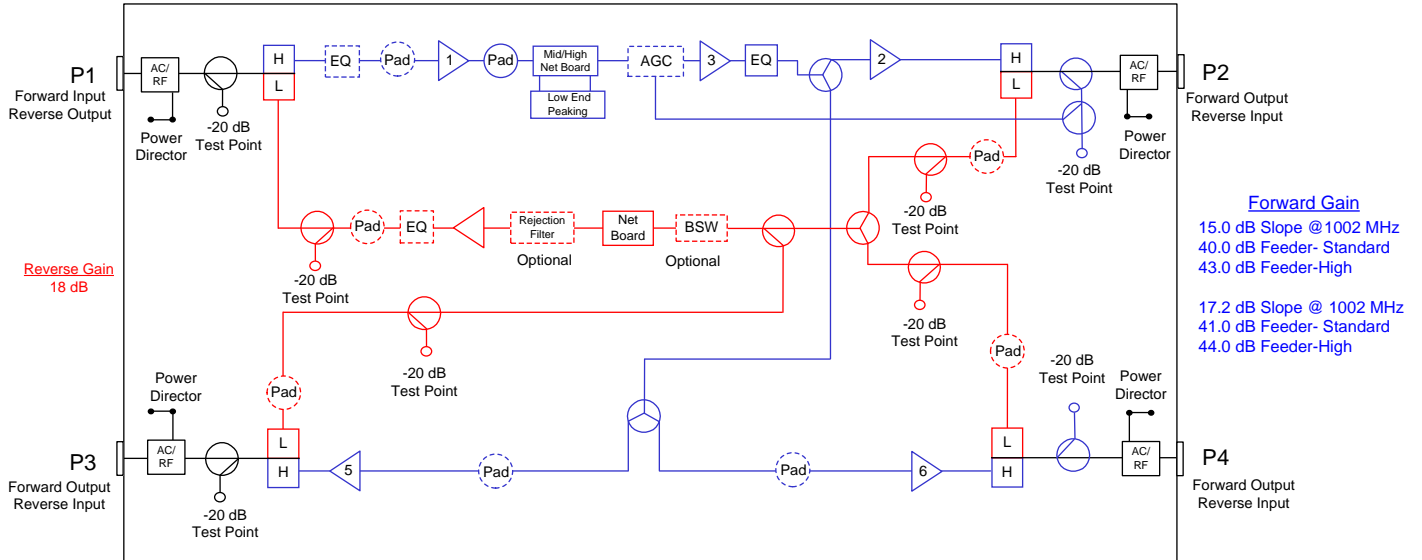 P1
Forward Input
Reverse Output
AC/
RF
Power
Director
-20 dB
Test Point
H
L
EQ
Pad
1
Pad
Mid/High
Net Board
Low End
Peaking
AGC
3
EQ
2
H
L
AC/
RF
P2
Forward Output
Reverse Input
-20 dB
Test Point
Power
Director
Pad
-20 dB
Test Point
Pad
EQ
Rejection
Filter
Optional
Net
Board
BSW
Optional
-20 dB
Test Point
-20 dB
Test Point
Reverse Gain
18 dB
Forward Gain
15.0 dB Slope @1002 MHz
40.0 dB Feeder- Standard
43.0 dB Feeder-High
17.2 dB Slope @ 1002 MHz
41.0 dB Feeder- Standard
44.0 dB Feeder-High
-20 dB
Test Point
Pad
Pad
-20 dB
Test Point
Power
Director
Power
Director
P3
Forward Output
Reverse Input
AC/
RF
-20 dB
Test Point
L
H
5
Pad
Pad
6
L
H
AC/
RF
P4
Forward Output
Reverse Input